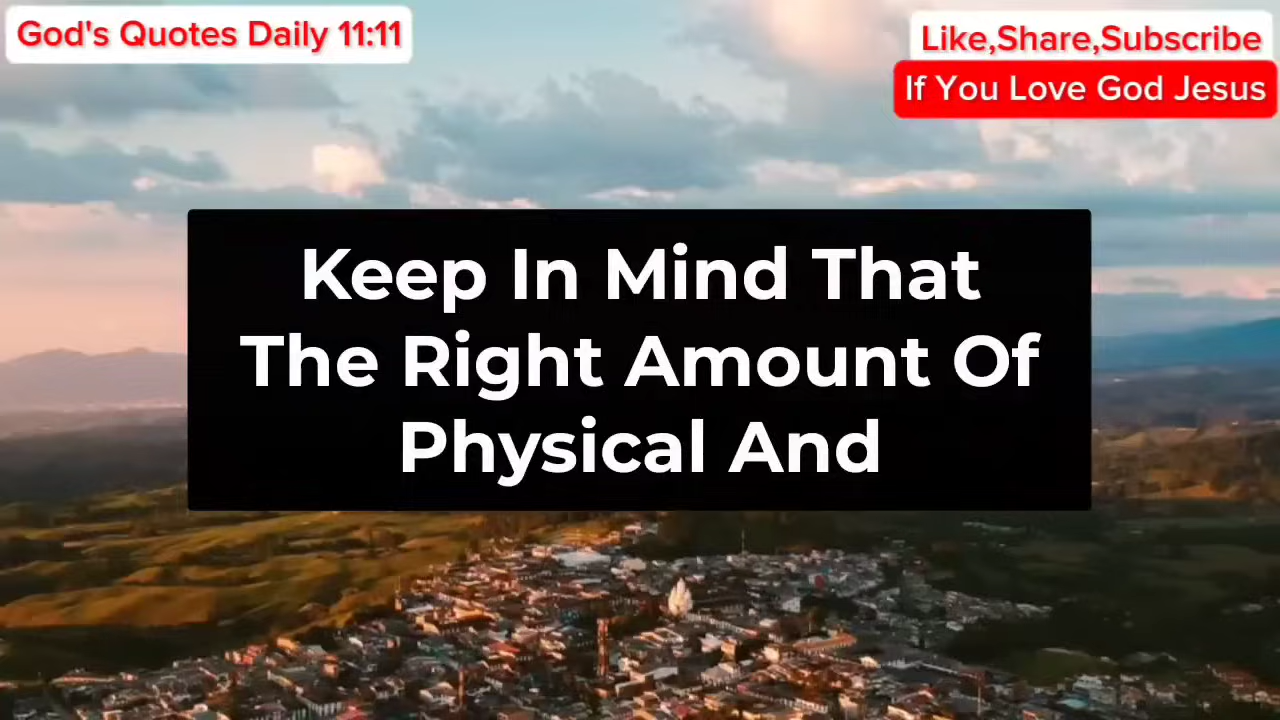 God's Quotes Daily 11:11
Like,Share,Subscribe
If You Love God Jesus
Keep In Mind That
The Right Amount Of
Physical And